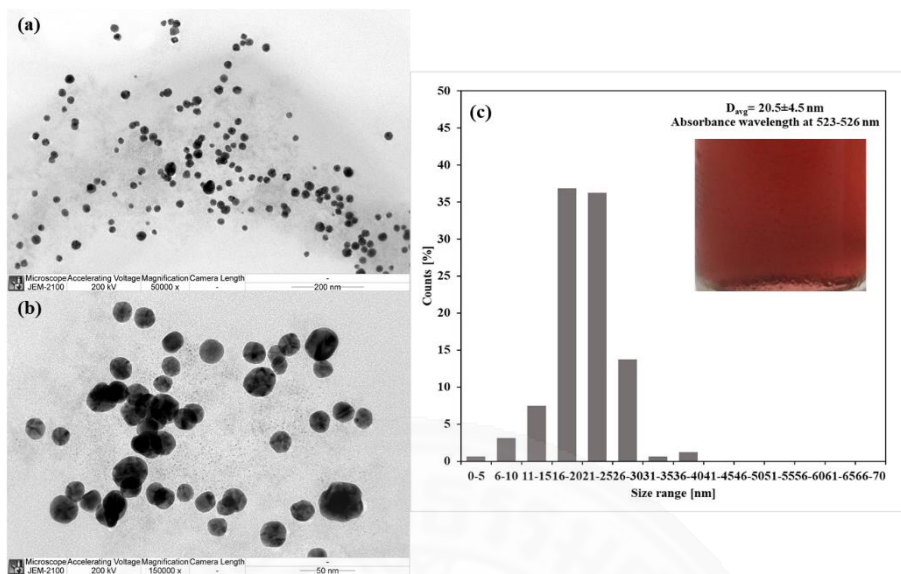 (a)
Microscope Accelerating Voltage Magnification Camera Length -
JEM-2100 200 kV 50000 x - 200 nm
(b)
Microscope Accelerating Voltage Magnification Camera Length -
JEM-2100 200 kV 150000 x - 50 nm
(c)
D_avg= 20.5±4.5 nm
Absorbance wavelength at 523-526 nm
Counts [%]
50
45
40
35
30
25
20
15
10
5
0
0-5 6-10 11-15 16-20 21-25 26-30 31-35 36-40 41-45 46-50 51-55 56-60 61-65 66-70
Size range [nm]